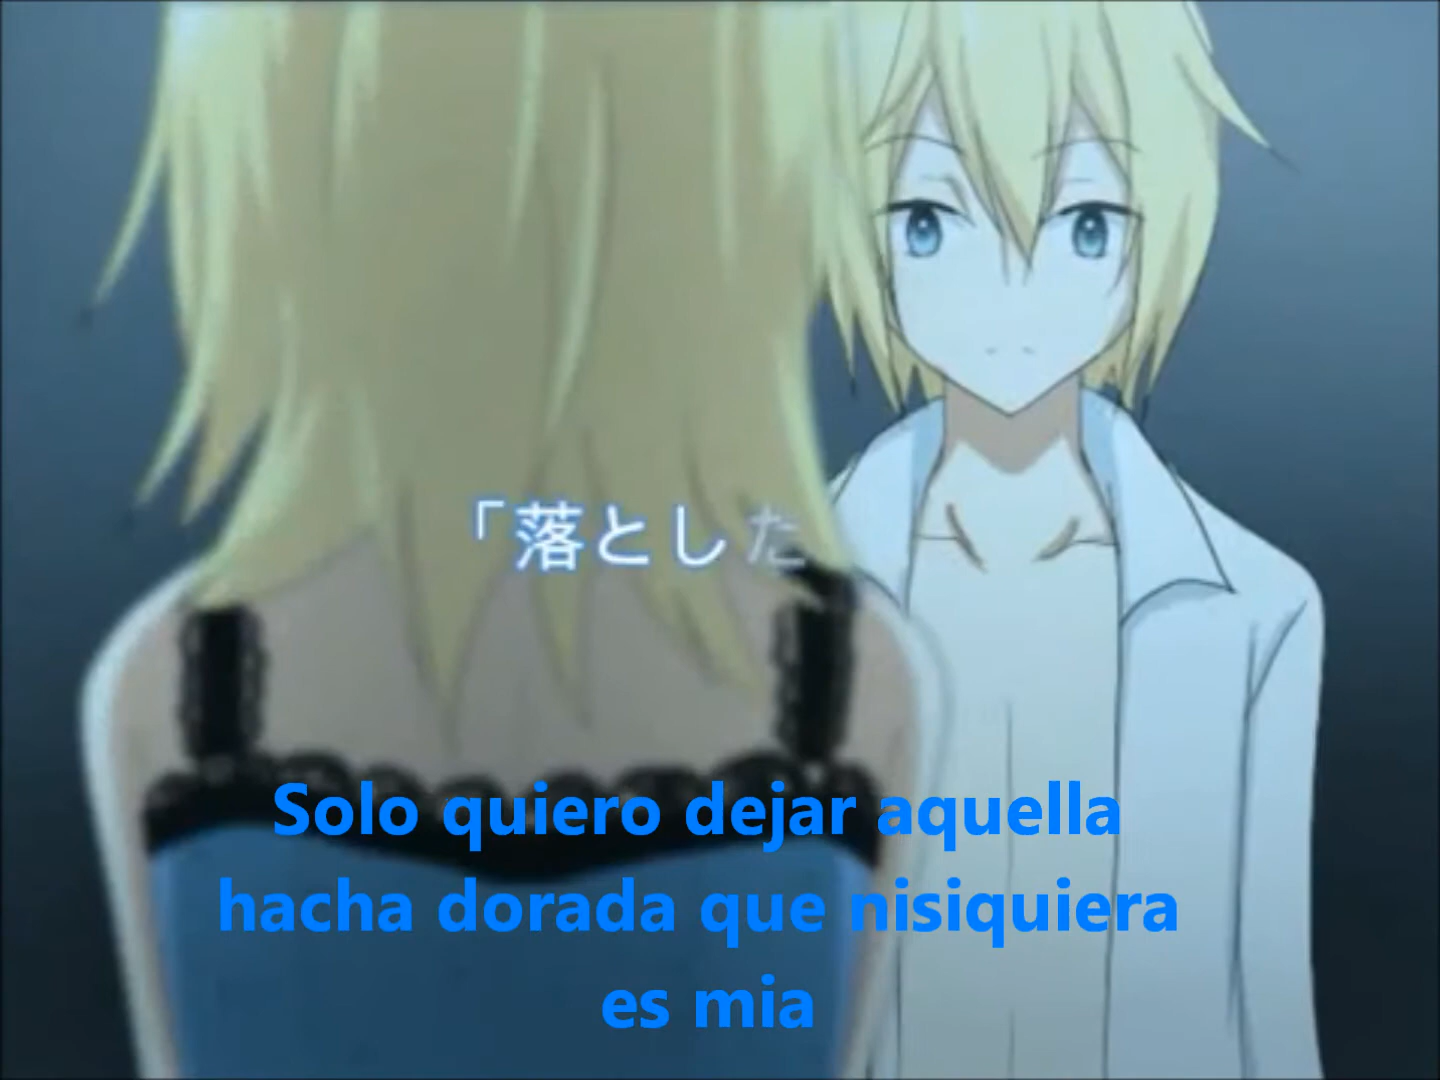 「落とした
Solo quiero dejar aquella
hacha dorada que nisiquiera
es mia